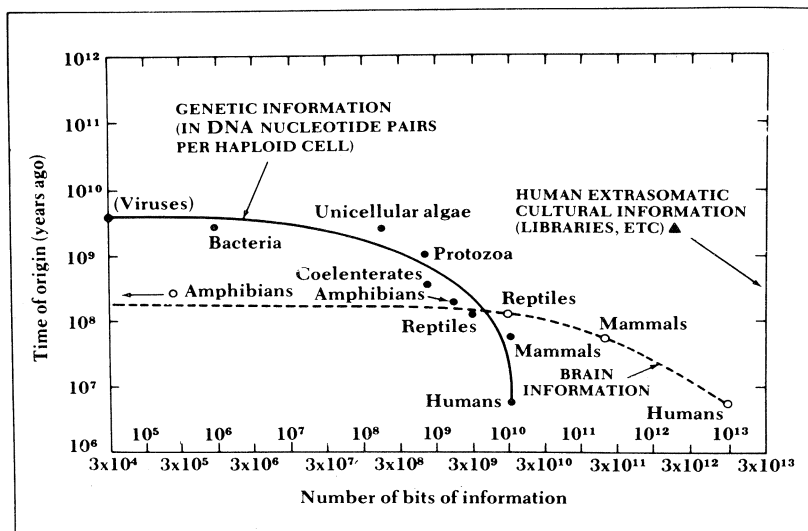 10¹²
10¹¹
10¹⁰
10⁹
10⁸
10⁷
10⁶
Time of origin (years ago)
GENETIC INFORMATION
(IN DNA NUCLEOTIDE PAIRS
PER HAPLOID CELL)
(Viruses)
Bacteria
Unicellular algae
Protozoa
Coelenterates
Amphibians
Amphibians
Reptiles
Reptiles
Mammals
Mammals
Humans
Humans
HUMAN EXTRASOMATIC
CULTURAL INFORMATION
(LIBRARIES, ETC)
BRAIN
INFORMATION
10⁵ 10⁶ 10⁷ 10⁸ 10⁹ 10¹⁰ 10¹¹ 10¹² 10¹³
3x10⁴ 3x10⁵ 3x10⁶ 3x10⁷ 3x10⁸ 3x10⁹ 3x10¹⁰ 3x10¹¹ 3x10¹² 3x10¹³
Number of bits of information